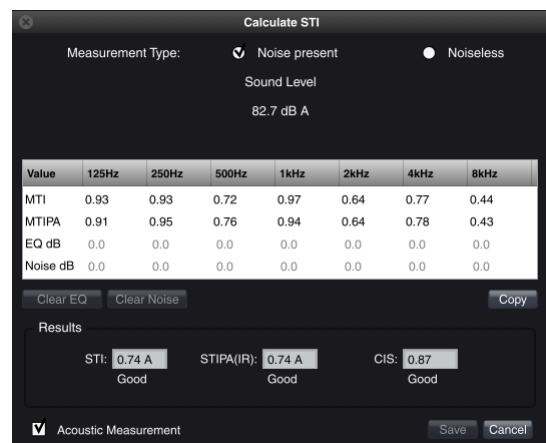 Calculate STI
Measurement Type: Noise present Noiseless
Sound Level
82.7 dB A
Value 125Hz 250Hz 500Hz 1kHz 2kHz 4kHz 8kHz
MTI 0.93 0.93 0.72 0.97 0.64 0.77 0.44
MTIPA 0.91 0.95 0.76 0.94 0.64 0.78 0.43
EQ dB 0.0 0.0 0.0 0.0 0.0 0.0 0.0
Noise dB 0.0 0.0 0.0 0.0 0.0 0.0 0.0
Clear EQ Clear Noise Copy
Results
STI: 0.74 A STIPA(IR): 0.74 A CIS: 0.87
Good Good Good
Acoustic Measurement Save Cancel